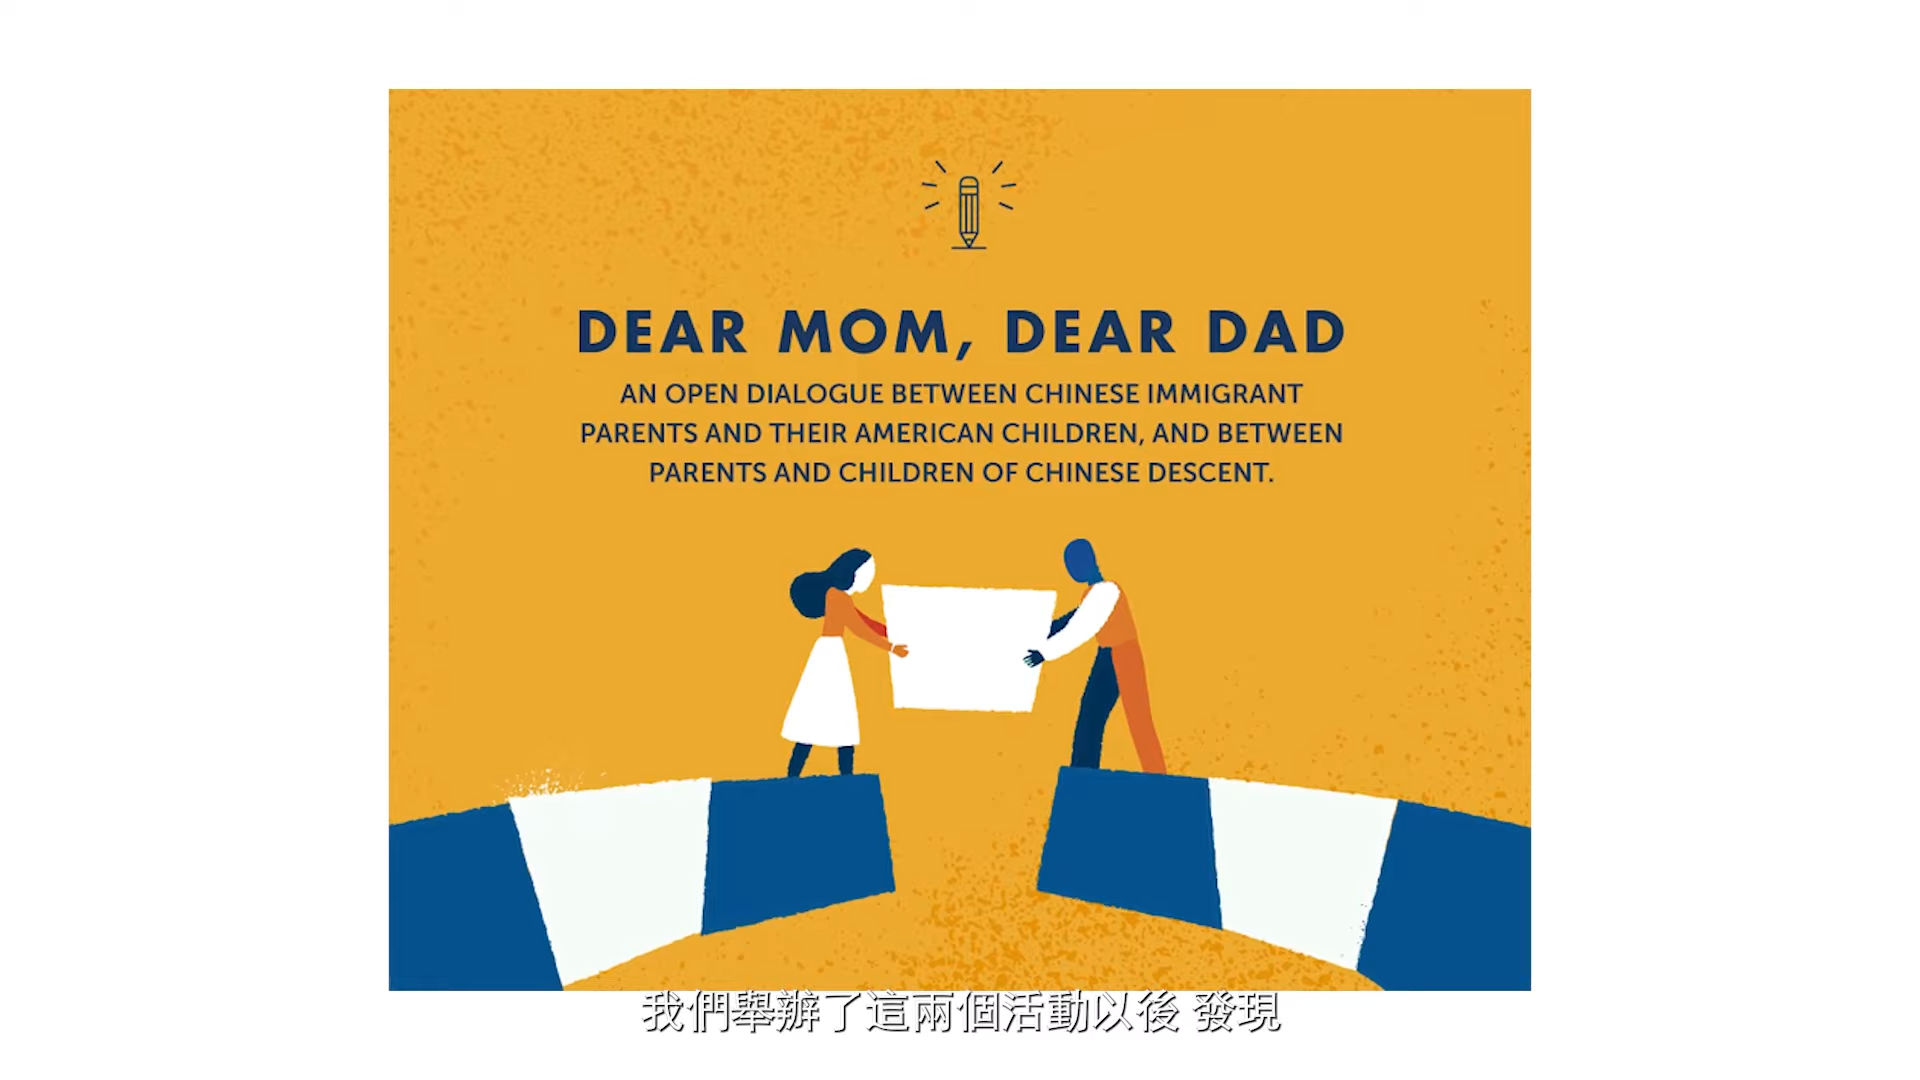 DEAR MOM, DEAR DAD
AN OPEN DIALOGUE BETWEEN CHINESE IMMIGRANT
PARENTS AND THEIR AMERICAN CHILDREN, AND BETWEEN
PARENTS AND CHILDREN OF CHINESE DESCENT.
我們舉辦了這兩個活動以後 發現